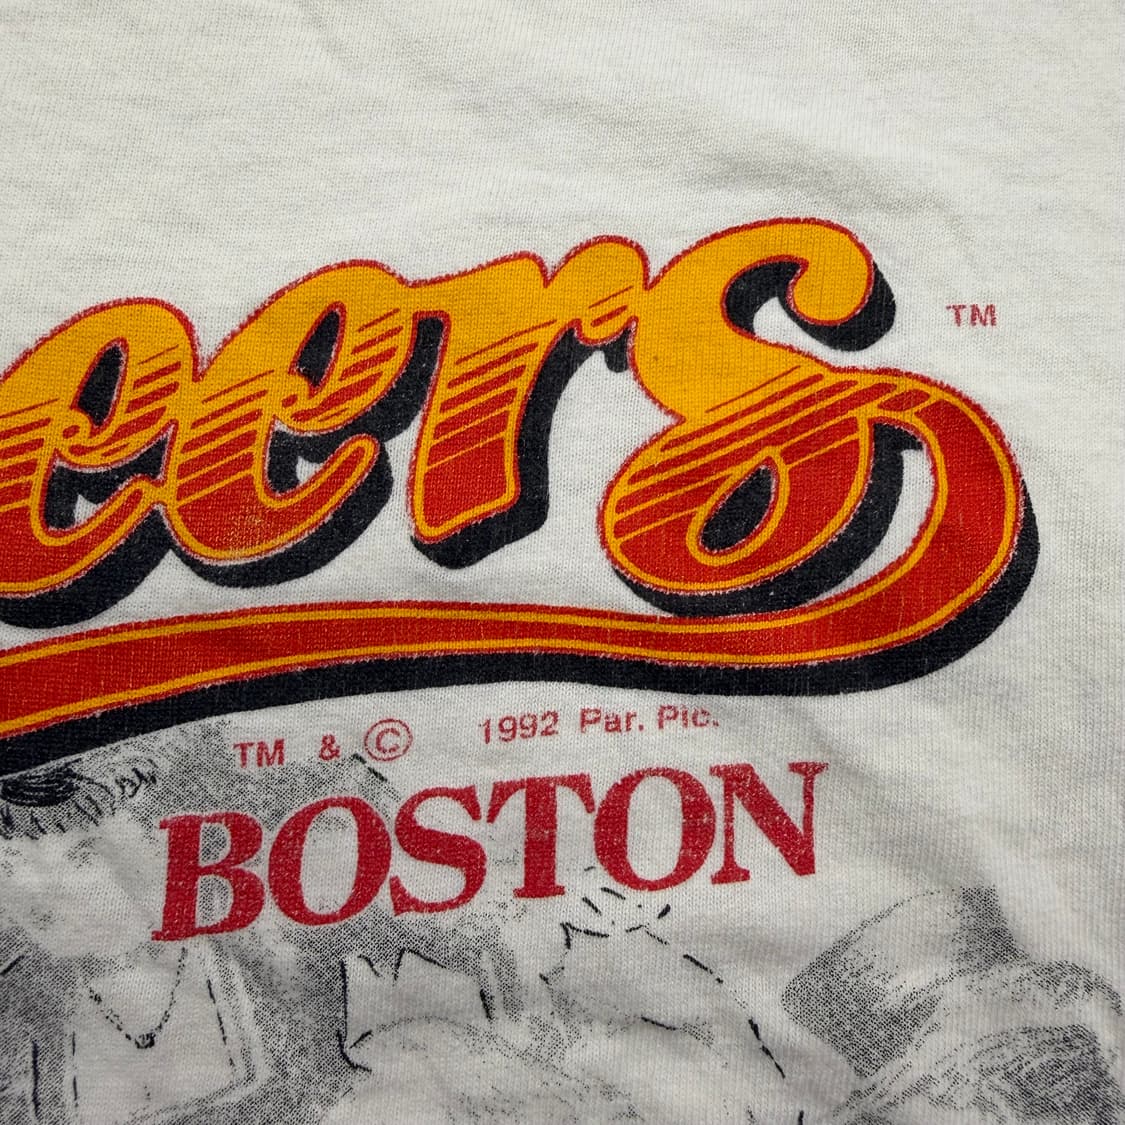 eers ™
TM & © 1992 Par. Pic.
BOSTON